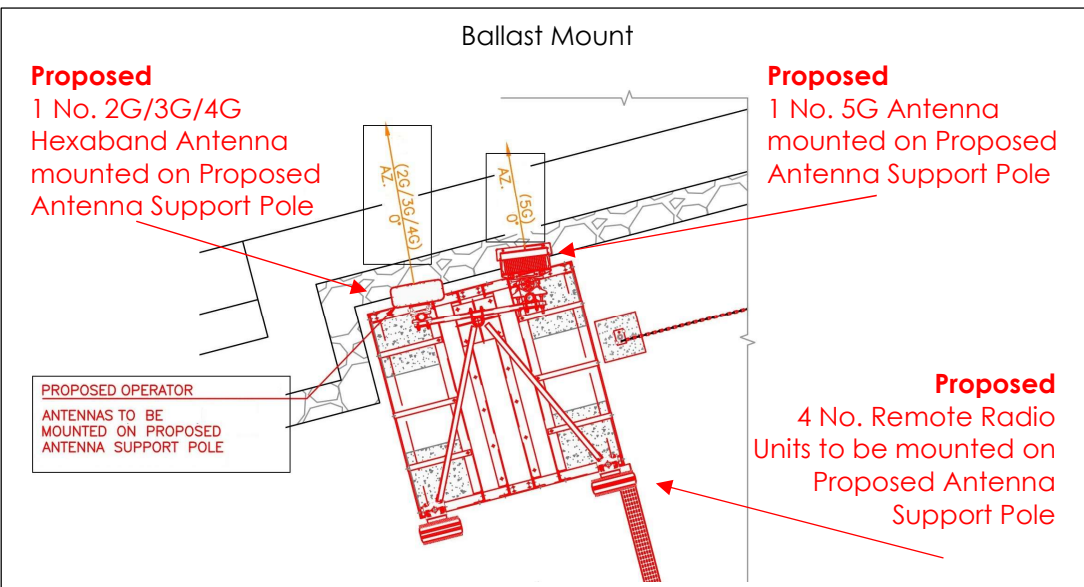 Ballast Mount
Proposed
1 No. 2G/3G/4G
Hexaband Antenna
mounted on Proposed
Antenna Support Pole
Proposed
1 No. 5G Antenna
mounted on Proposed
Antenna Support Pole
(2G/3G/4G)
AZ. 0°
(5G)
AZ. 0°
PROPOSED OPERATOR
ANTENNAS TO BE
MOUNTED ON PROPOSED
ANTENNA SUPPORT POLE
Proposed
4 No. Remote Radio
Units to be mounted on
Proposed Antenna
Support Pole